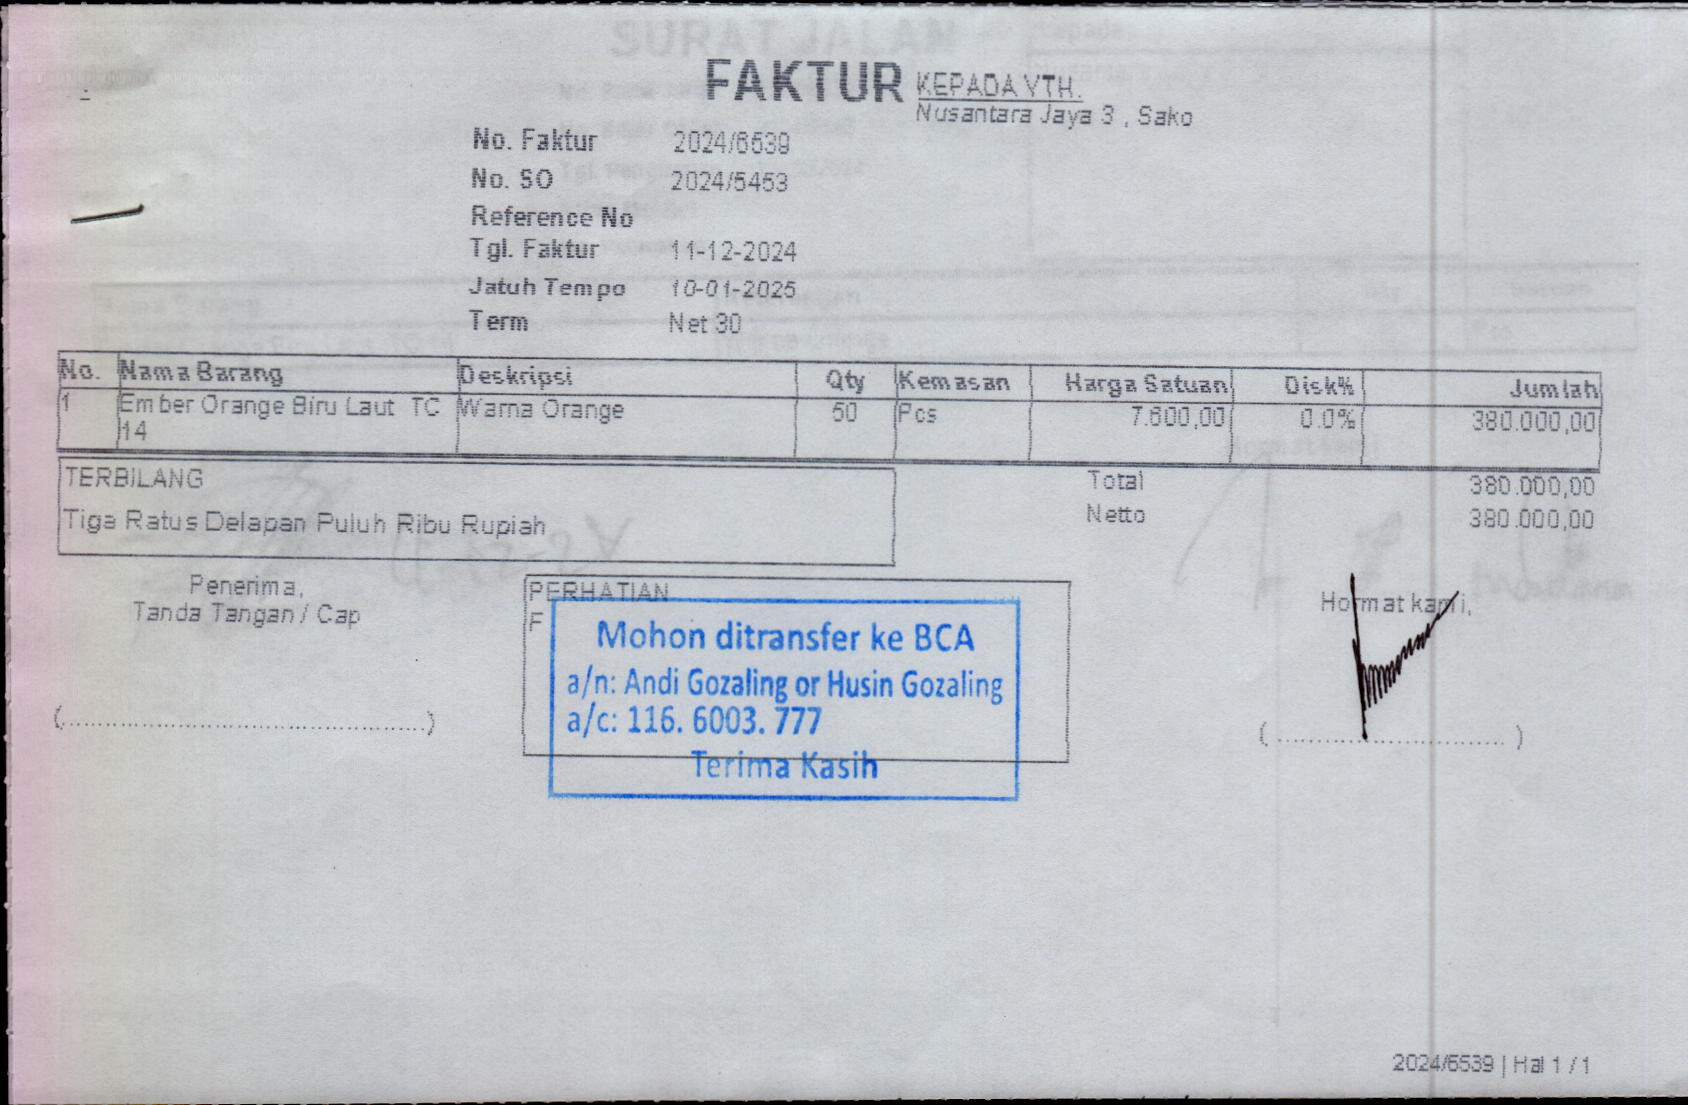 FAKTUR
KEPADA YTH.
Nusantara Jaya 3 , Sako
No. Faktur 2024/6539
No. SO 2024/5453
Reference No
Tgl. Faktur 11-12-2024
Jatuh Tempo 10-01-2025
Term Net 30
No. Nama Barang Deskripsi Qty Kemasan Harga Satuan Disk% Jumlah
1 Ember Orange Biru Laut TC Warna Orange 50 Pcs 7.600,00 0.0% 380.000,00
14
TERBILANG Total 380.000,00
Tiga Ratus Delapan Puluh Ribu Rupiah Netto 380.000,00
Penerima,
Tanda Tangan / Cap
(..........................................................)
PERHATIAN
F
Mohon ditransfer ke BCA
a/n: Andi Gozaling or Husin Gozaling
a/c: 116. 6003. 777
Terima Kasih
Hormat kami,
(....................................)
2024/6539 | Hal 1 / 1